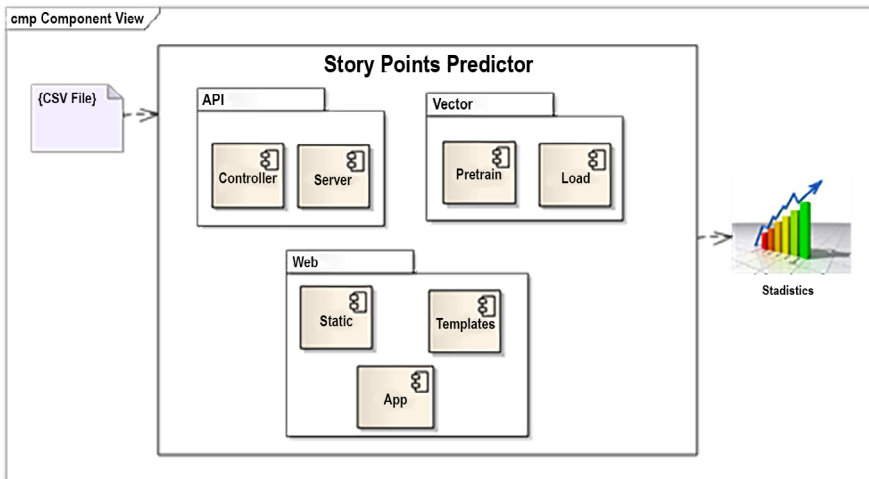 cmp Component View
Story Points Predictor
{CSV File}
API
Controller
Server
Vector
Pretrain
Load
Web
Static
Templates
App
Stadistics